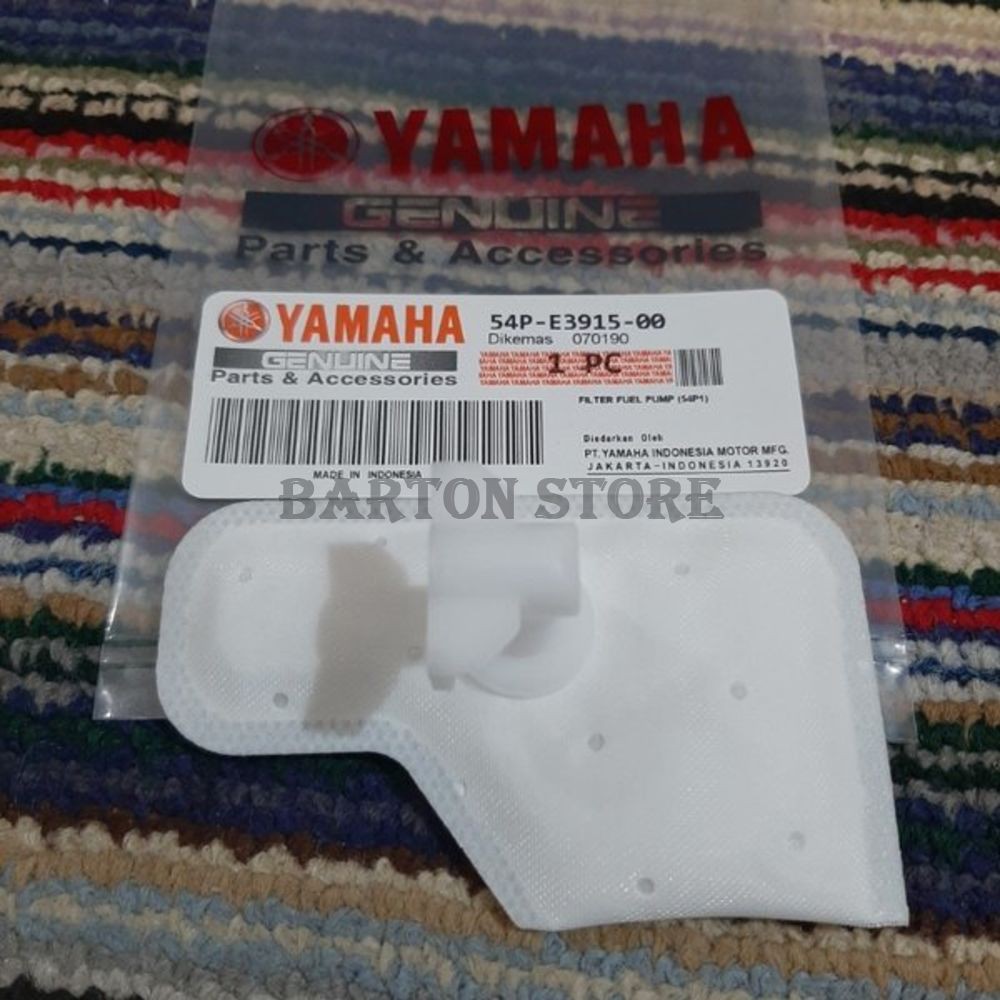 YAMAHA
GENUINE
Parts & Accessories
YAMAHA
GENUINE
Parts & Accessories
54P-E3915-00
Dikemas 070190
1 PC
FILTER FUEL PUMP (54P1)
Diedarkan Oleh
PT. YAMAHA INDONESIA MOTOR MFG.
JAKARTA-INDONESIA 13920
MADE IN INDONESIA
BARTON STORE